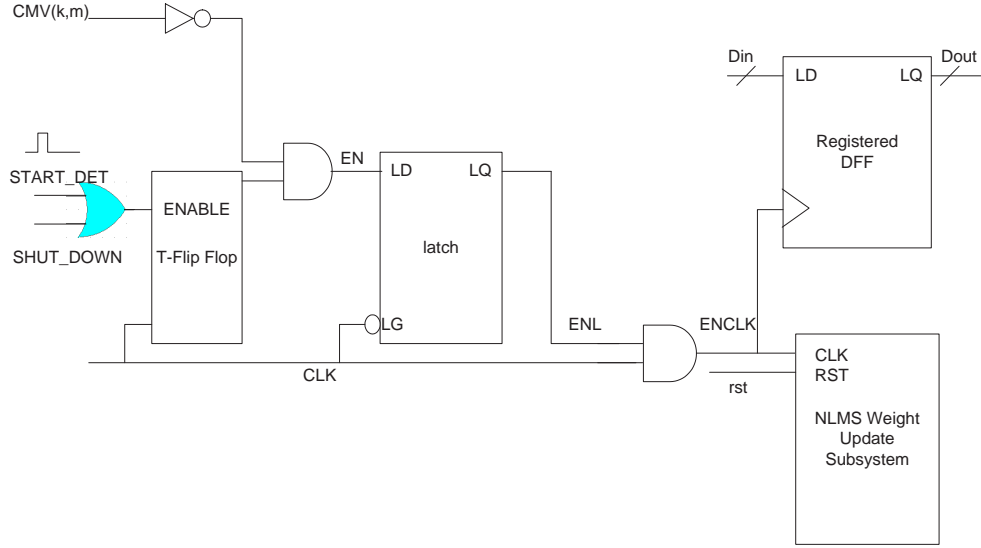 CMV(k,m)
START_DET
SHUT_DOWN
ENABLE
T-Flip Flop
EN
LD LQ
latch
LG
CLK
ENL
ENCLK
rst
Din
Dout
LD LQ
Registered
DFF
CLK
RST
NLMS Weight
Update
Subsystem